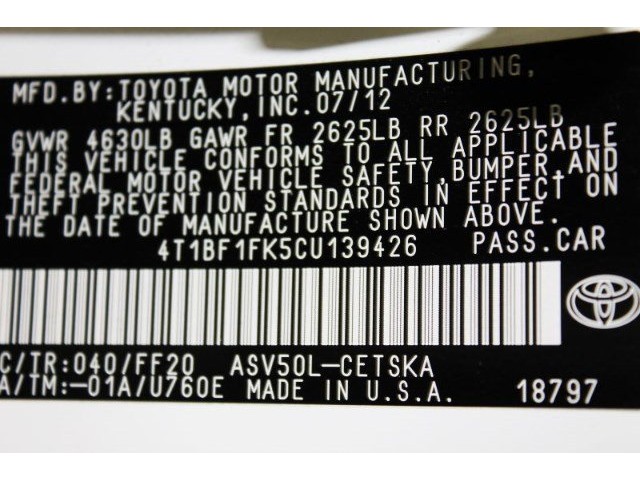 MFD.BY:TOYOTA MOTOR MANUFACTURING,
KENTUCKY,INC.07/12
GVWR 4630LB GAWR FR 2625LB RR 2625LB
THIS VEHICLE CONFORMS TO ALL APPLICABLE
FEDERAL MOTOR VEHICLE SAFETY,BUMPER,AND
THEFT PREVENTION STANDARDS IN EFFECT ON
THE DATE OF MANUFACTURE SHOWN ABOVE.
4T1BF1FK5CU139426 PASS.CAR
C/TR:040/FF20 ASV50L-CETSKA
A/TM:-01A/U760E MADE IN U.S.A. 18797